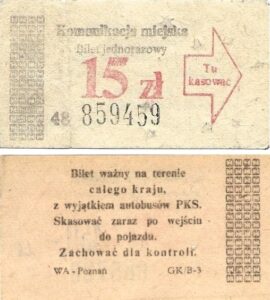 Komunikacja miejska
Bilet jednorazowy
15 zł
Tu
kasować
48 859459
Bilet ważny na terenie
całego kraju,
z wyjątkiem autobusów PKS.
Skasować zaraz po wejściu
do pojazdu.
Zachować dla kontroli.
WA - Poznań GK/B-3